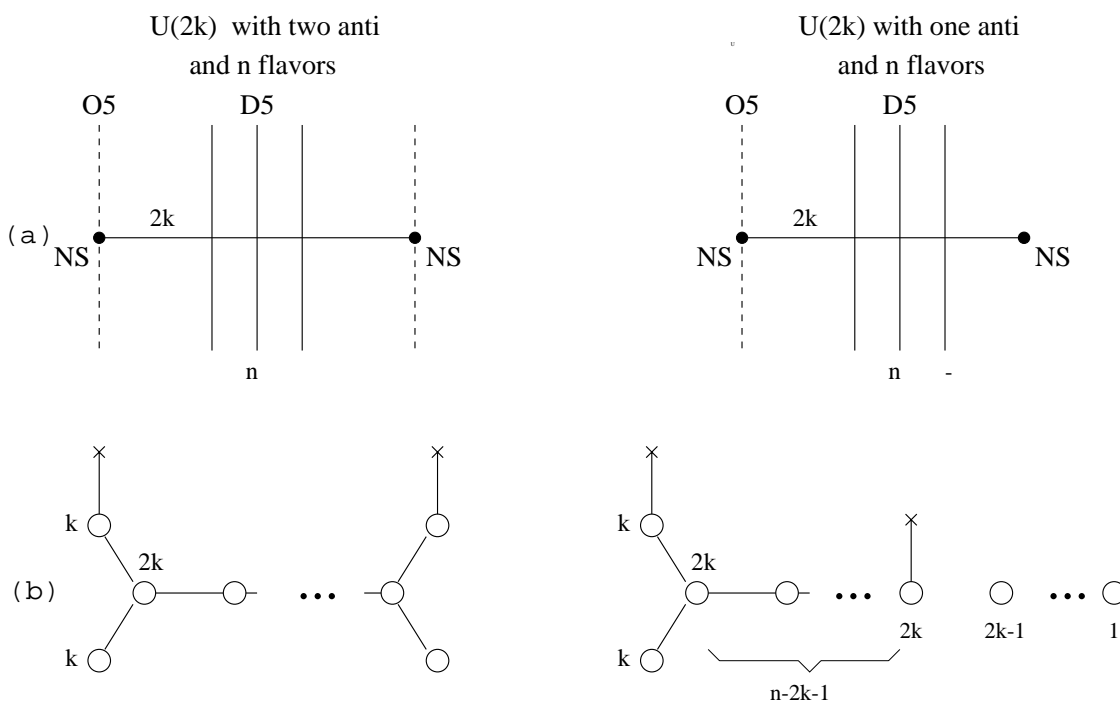 U(2k) with two anti
and n flavors
U(2k) with one anti
and n flavors
u
O5
D5
O5
D5
(a)
2k
NS
NS
2k
NS
NS
n
n -
k
2k
k
2k
(b)
...
...
2k
2k-1
...
1
k
k
n-2k-1